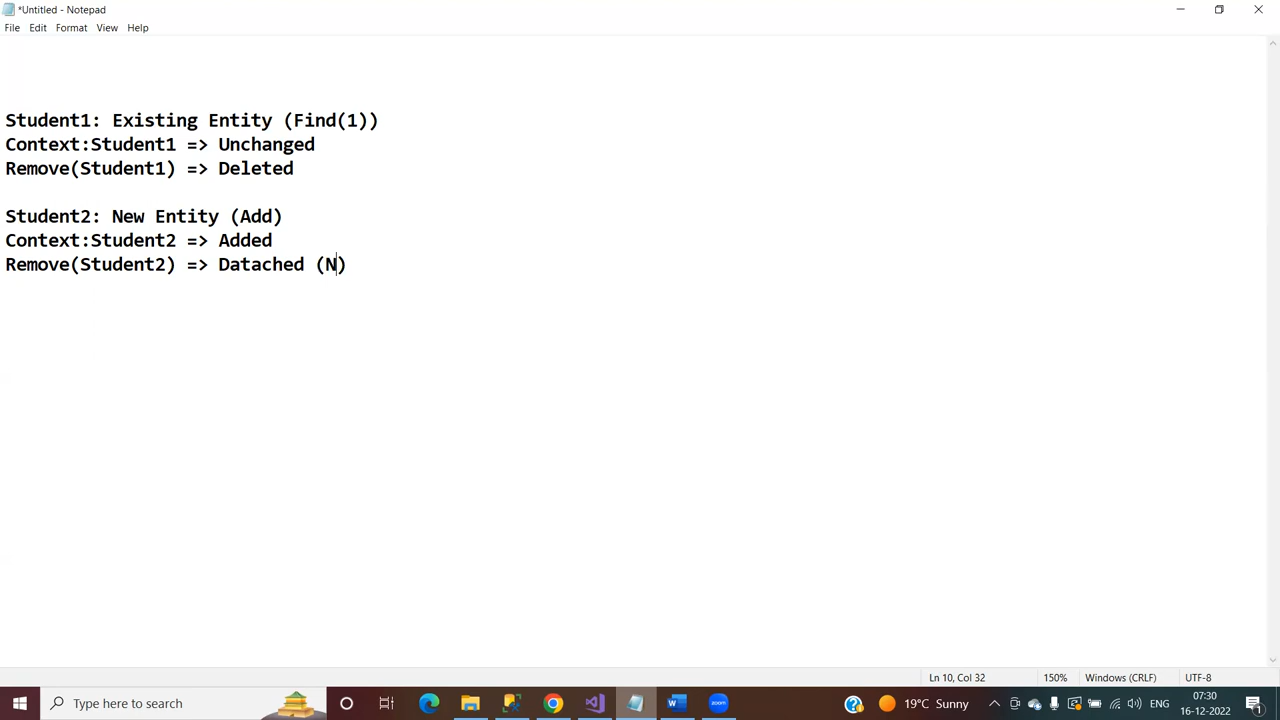 *Untitled - Notepad
File Edit Format View Help
Student1: Existing Entity (Find(1))
Context:Student1 => Unchanged
Remove(Student1) => Deleted
Student2: New Entity (Add)
Context:Student2 => Added
Remove(Student2) => Datached (N)
Ln 10, Col 32 150% Windows (CRLF) UTF-8
Type here to search zoom 19°C Sunny ENG 07:30
16-12-2022 1